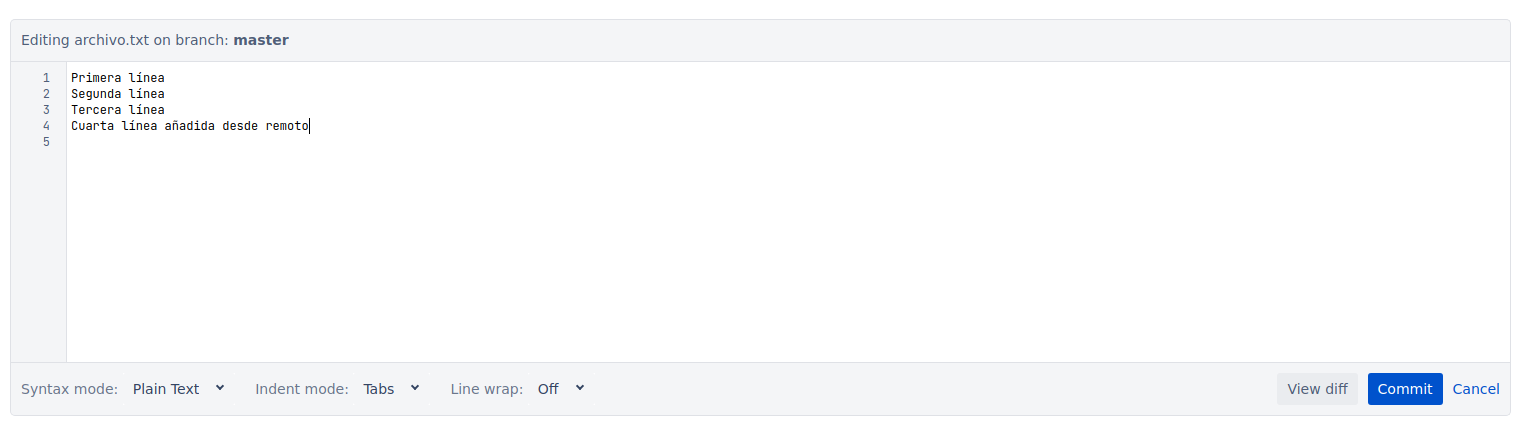 Editing archivo.txt on branch: master
1 Primera línea
2 Segunda línea
3 Tercera línea
4 Cuarta línea añadida desde remoto
5
Syntax mode: Plain Text Indent mode: Tabs Line wrap: Off View diff Commit Cancel